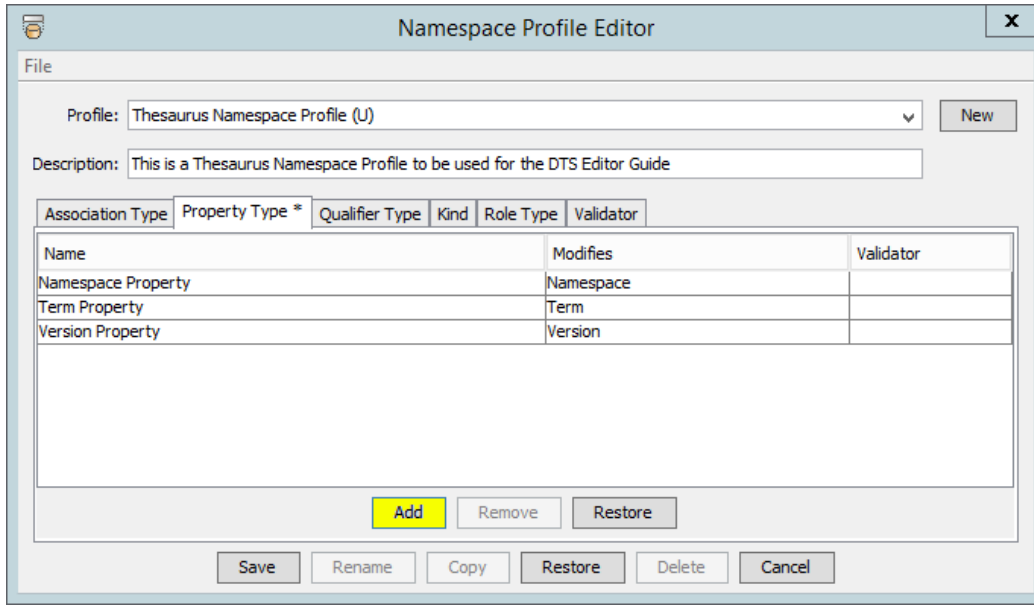 Namespace Profile Editor x
File
Profile: Thesaurus Namespace Profile (U) New
Description: This is a Thesaurus Namespace Profile to be used for the DTS Editor Guide
Association Type Property Type * Qualifier Type Kind Role Type Validator
Name Modifies Validator
Namespace Property Namespace
Term Property Term
Version Property Version
Add Remove Restore
Save Rename Copy Restore Delete Cancel